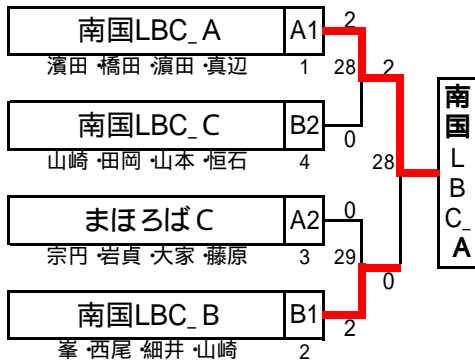 南国LBC_A A1 2
濱田・橋田・濵田・真辺 1 28 2
南国LBC_C B2 0
山崎・田岡・山本・恒石 4 28
まほろばC A2 0
宗円・岩貞・大家・藤原 3 29 0
南国LBC_B B1 2
峯・西尾・細井・山崎 2
南国LBC_A